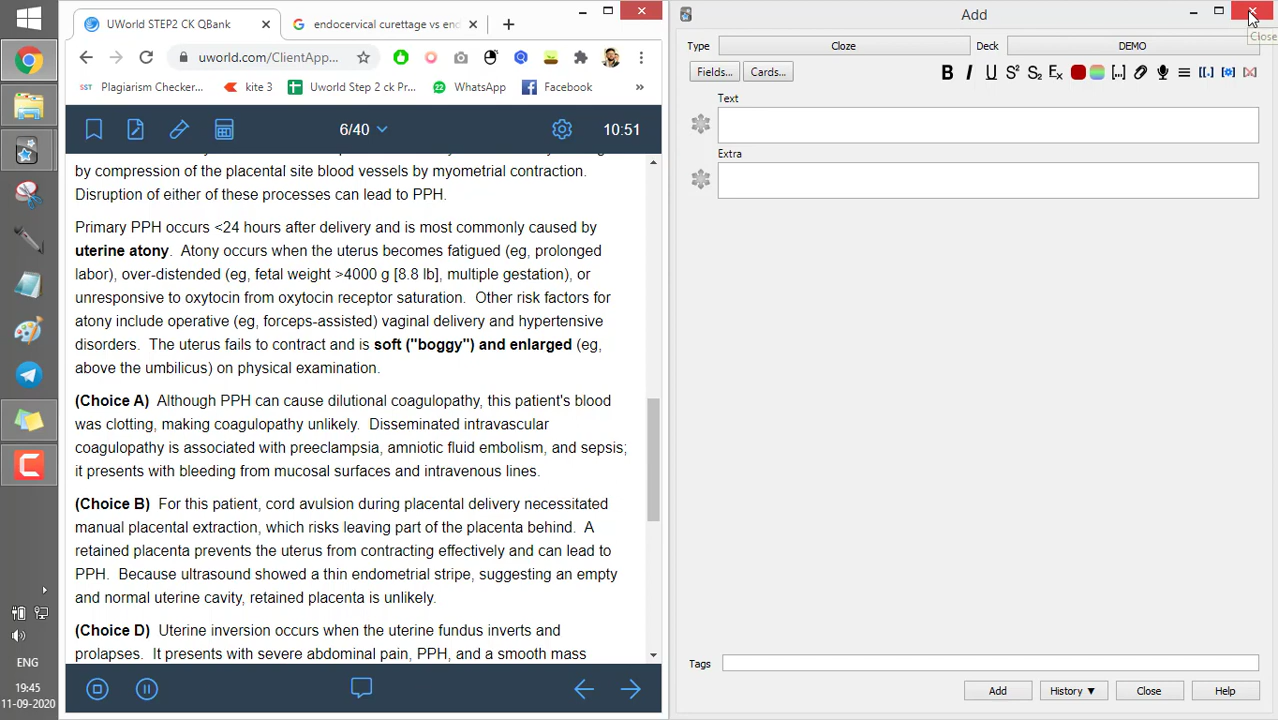 UWorld STEP2 CK QBank
endocervical curettage vs en
Add
Close
uworld.com/ClientApp...
Type
Cloze
Deck
DEMO
Fields...
Cards...
SST
Plagiarism Checker...
kite 3
Uworld Step 2 ck Pr...
22
WhatsApp
Facebook
»
6/40
10:51
Text
Extra
by compression of the placental site blood vessels by myometrial contraction.
Disruption of either of these processes can lead to PPH.
Primary PPH occurs <24 hours after delivery and is most commonly caused by
uterine atony.  Atony occurs when the uterus becomes fatigued (eg, prolonged
labor), over-distended (eg, fetal weight >4000 g [8.8 lb], multiple gestation), or
unresponsive to oxytocin from oxytocin receptor saturation.  Other risk factors for
atony include operative (eg, forceps-assisted) vaginal delivery and hypertensive
disorders.  The uterus fails to contract and is soft ("boggy") and enlarged (eg,
above the umbilicus) on physical examination.
(Choice A)  Although PPH can cause dilutional coagulopathy, this patient's blood
was clotting, making coagulopathy unlikely.  Disseminated intravascular
coagulopathy is associated with preeclampsia, amniotic fluid embolism, and sepsis;
it presents with bleeding from mucosal surfaces and intravenous lines.
(Choice B)  For this patient, cord avulsion during placental delivery necessitated
manual placental extraction, which risks leaving part of the placenta behind.  A
retained placenta prevents the uterus from contracting effectively and can lead to
PPH.  Because ultrasound showed a thin endometrial stripe, suggesting an empty
and normal uterine cavity, retained placenta is unlikely.
(Choice D)  Uterine inversion occurs when the uterine fundus inverts and
prolapses.  It presents with severe abdominal pain, PPH, and a smooth mass
Tags
Add
History ▼
Close
Help
ENG
19:45
11-09-2020